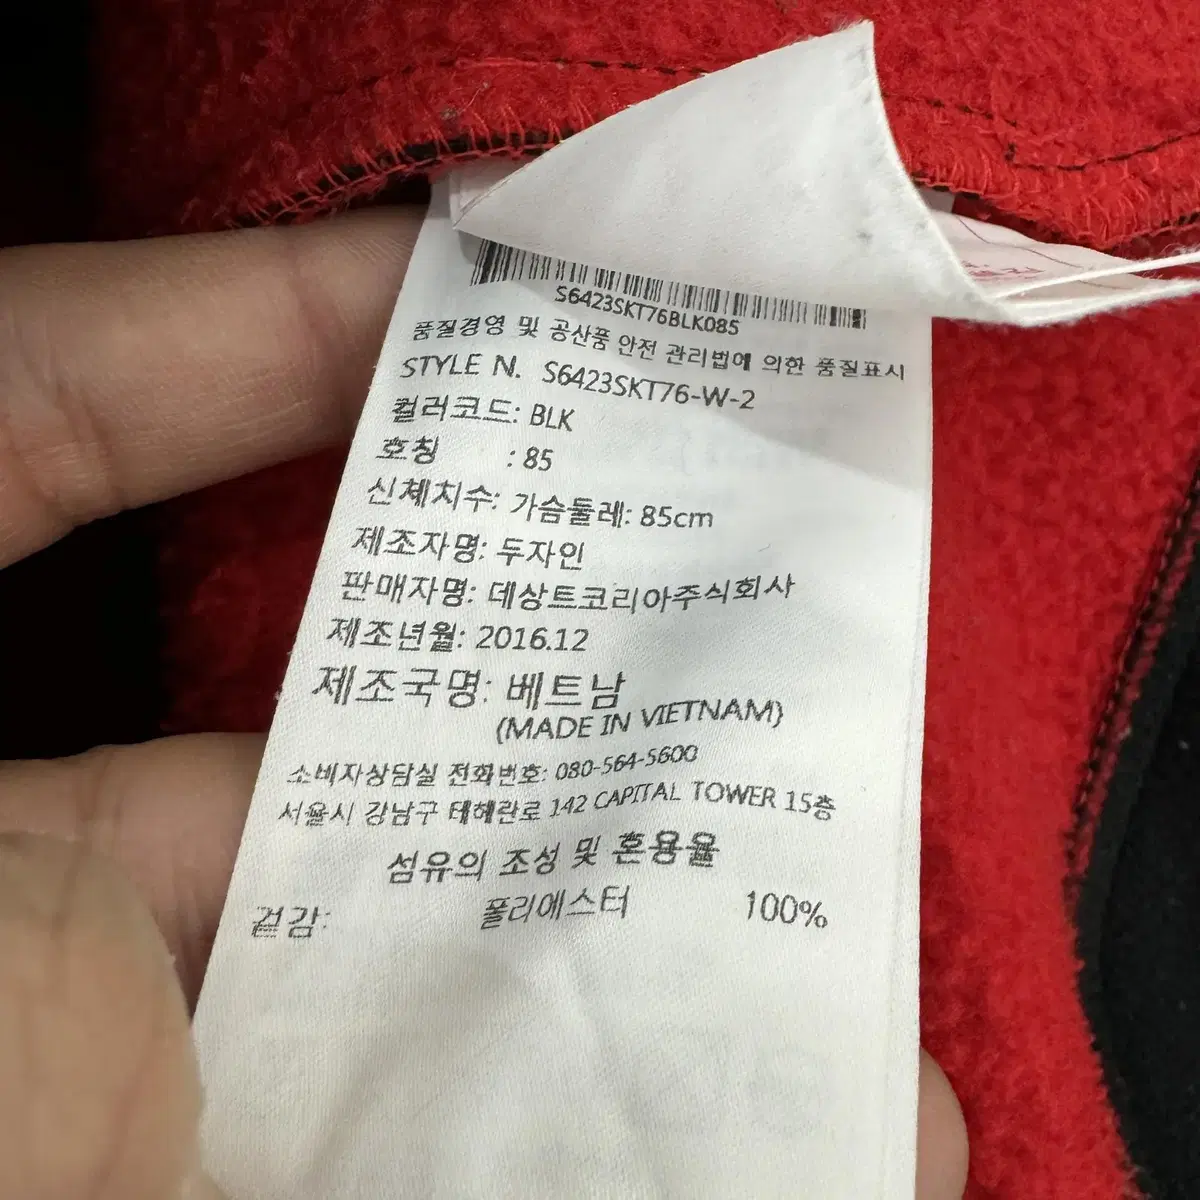 S6423SKT76BLK085
품질경영 및 공산품 안전 관리법에 의한 품질표시
STYLE N. S6423SKT76-W-2
컬러코드: BLK
호칭 : 85
신체치수: 가슴둘레: 85cm
제조자명: 두자인
판매자명: 데상트코리아주식회사
제조년월: 2016.12
제조국명: 베트남
(MADE IN VIETNAM)
소비자상담실 전화번호: 080-564-5600
서울시 강남구 테헤란로 142 CAPITAL TOWER 15층
섬유의 조성 및 혼용율
겉감: 폴리에스터 100%